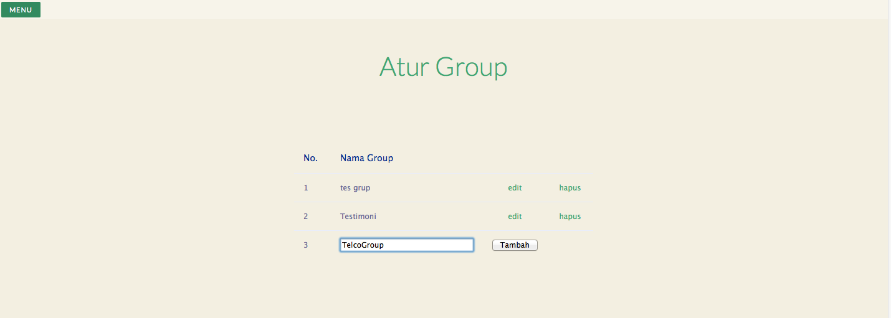 MENU
Atur Group
No. Nama Group
1 tes grup edit hapus
2 Testimoni edit hapus
3 TelcoGroup Tambah